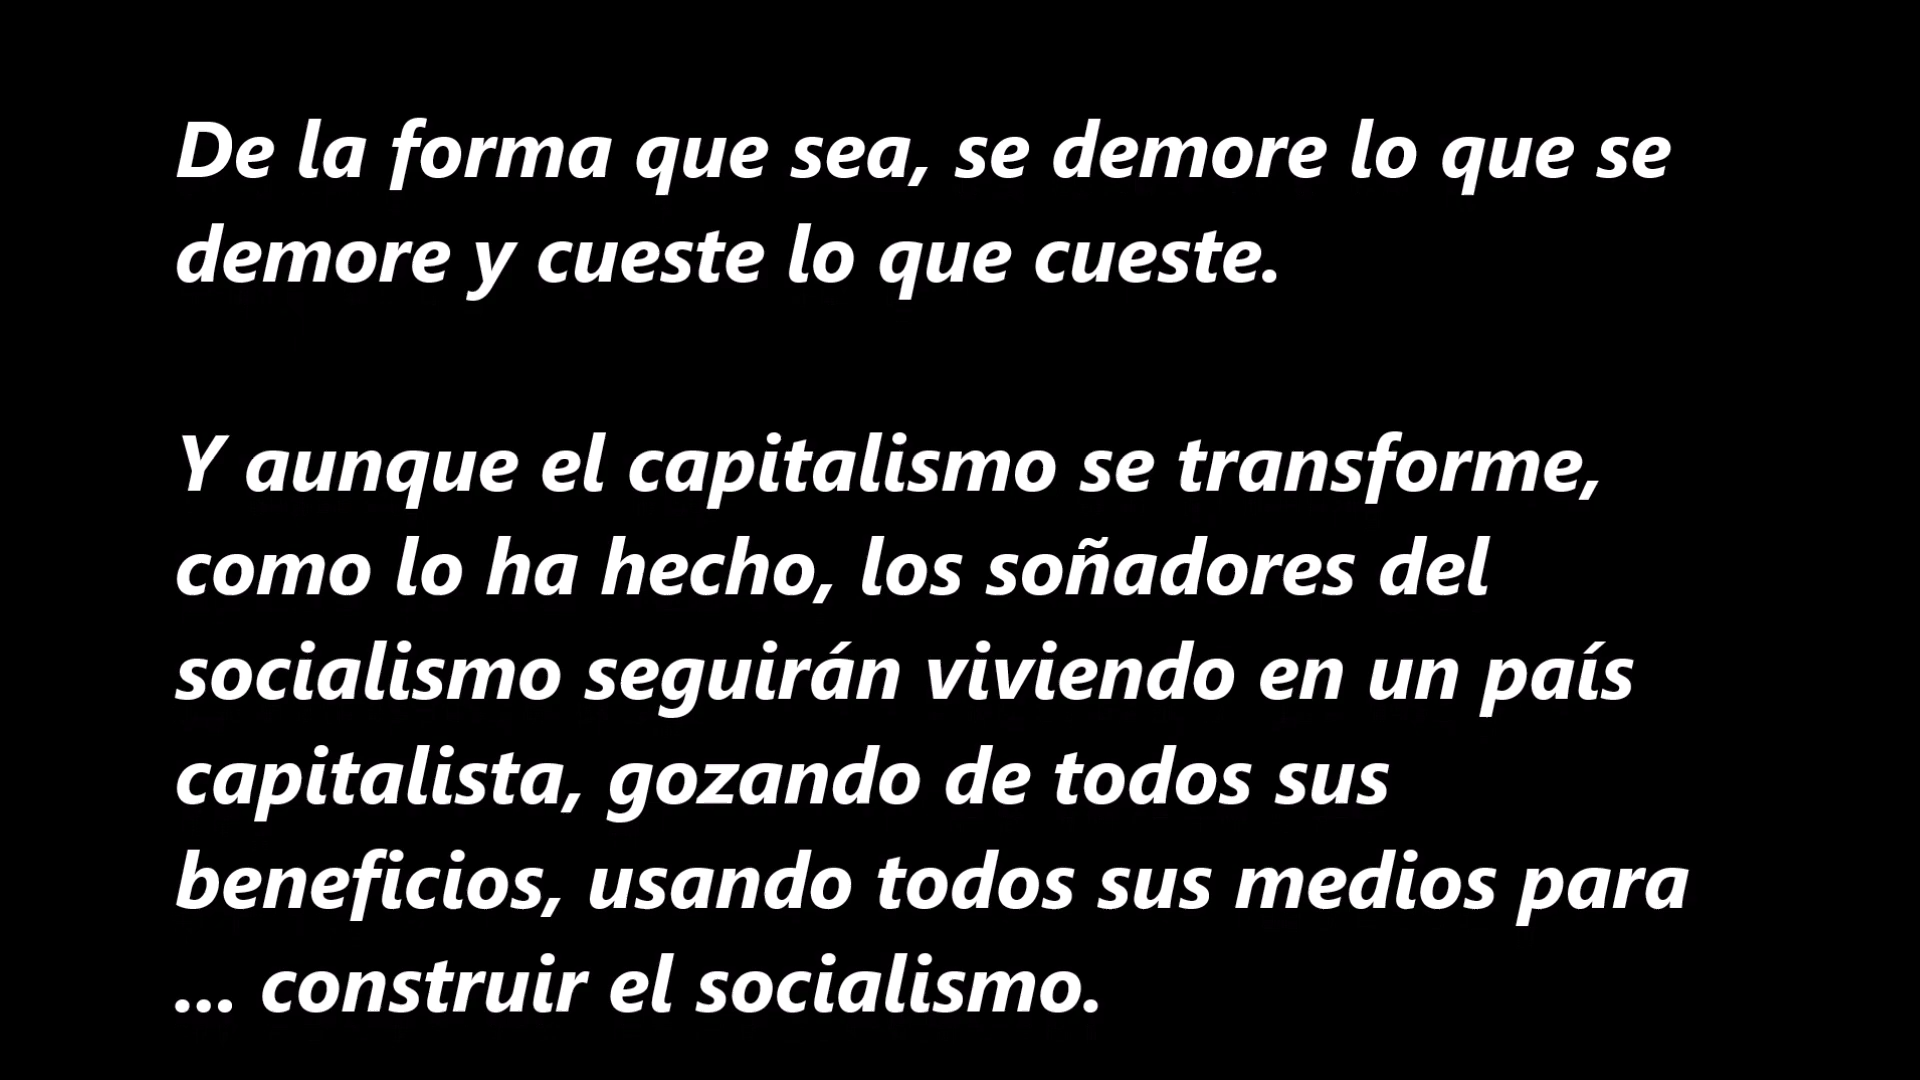 De la forma que sea, se demore lo que se
demore y cueste lo que cueste.
Y aunque el capitalismo se transforme,
como lo ha hecho, los soñadores del
socialismo seguirán viviendo en un país
capitalista, gozando de todos sus
beneficios, usando todos sus medios para
... construir el socialismo.